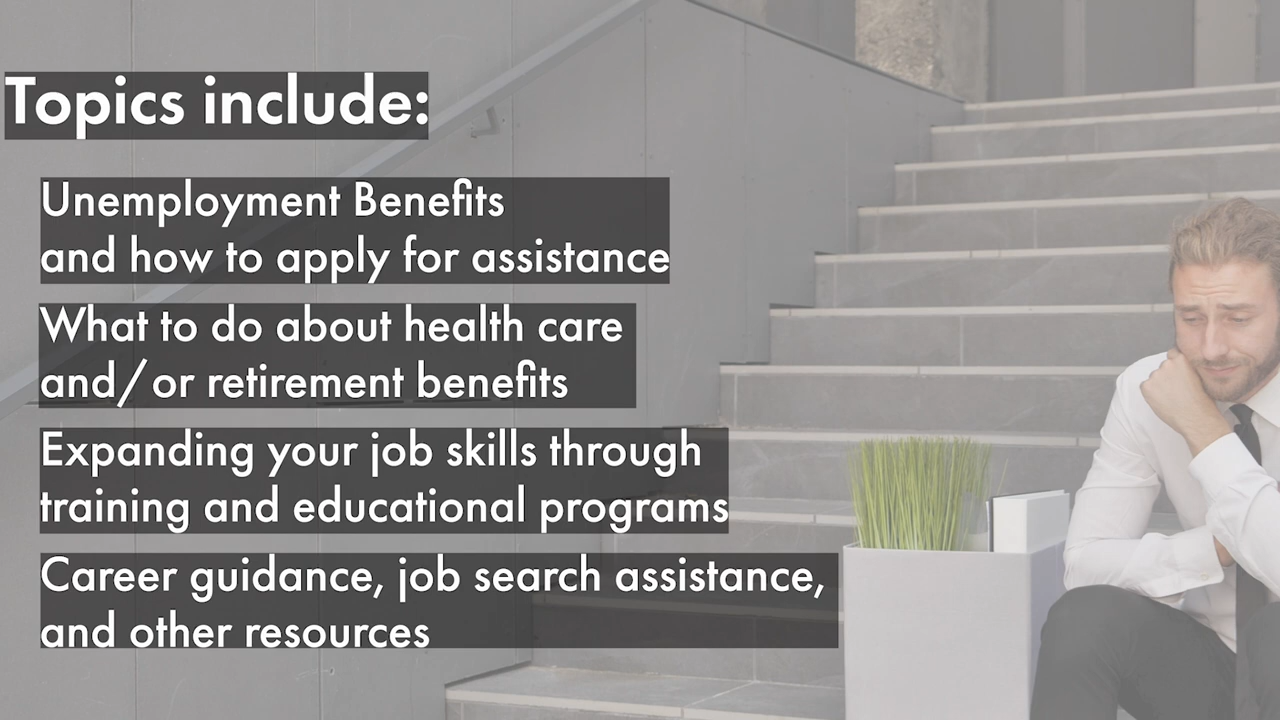 Topics include:
Unemployment Benefits
and how to apply for assistance
What to do about health care
and/or retirement benefits
Expanding your job skills through
training and educational programs
Career guidance, job search assistance,
and other resources